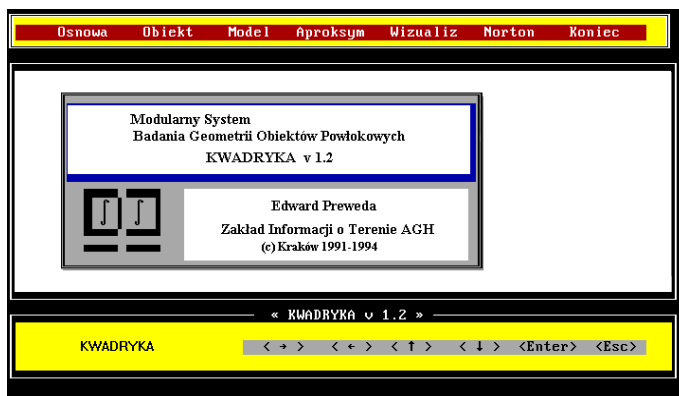 Osnowa Obiekt Model Aproksym Wizualiz Norton Koniec
Modularny System
Badania Geometrii Obiektów Powłokowych
KWADRYKA v 1.2
∫ ∫
Edward Preweda
Zakład Informacji o Terenie AGH
(c) Kraków 1991-1994
« KWADRYKA v 1.2 »
KWADRYKA <→> <←> <↑> <↓> <Enter> <Esc>